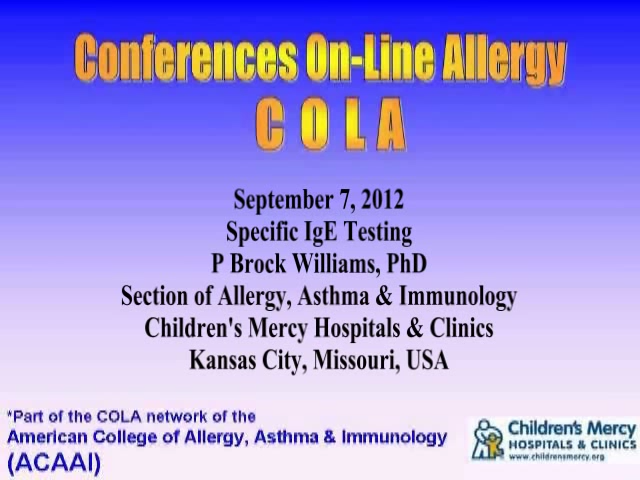 Conferences On-Line Allergy
C O L A
September 7, 2012
Specific IgE Testing
P Brock Williams, PhD
Section of Allergy, Asthma & Immunology
Children's Mercy Hospitals & Clinics
Kansas City, Missouri, USA
*Part of the COLA network of the
American College of Allergy, Asthma & Immunology
(ACAAI)
Children's Mercy
HOSPITALS & CLINICS
www.childrensmercy.org